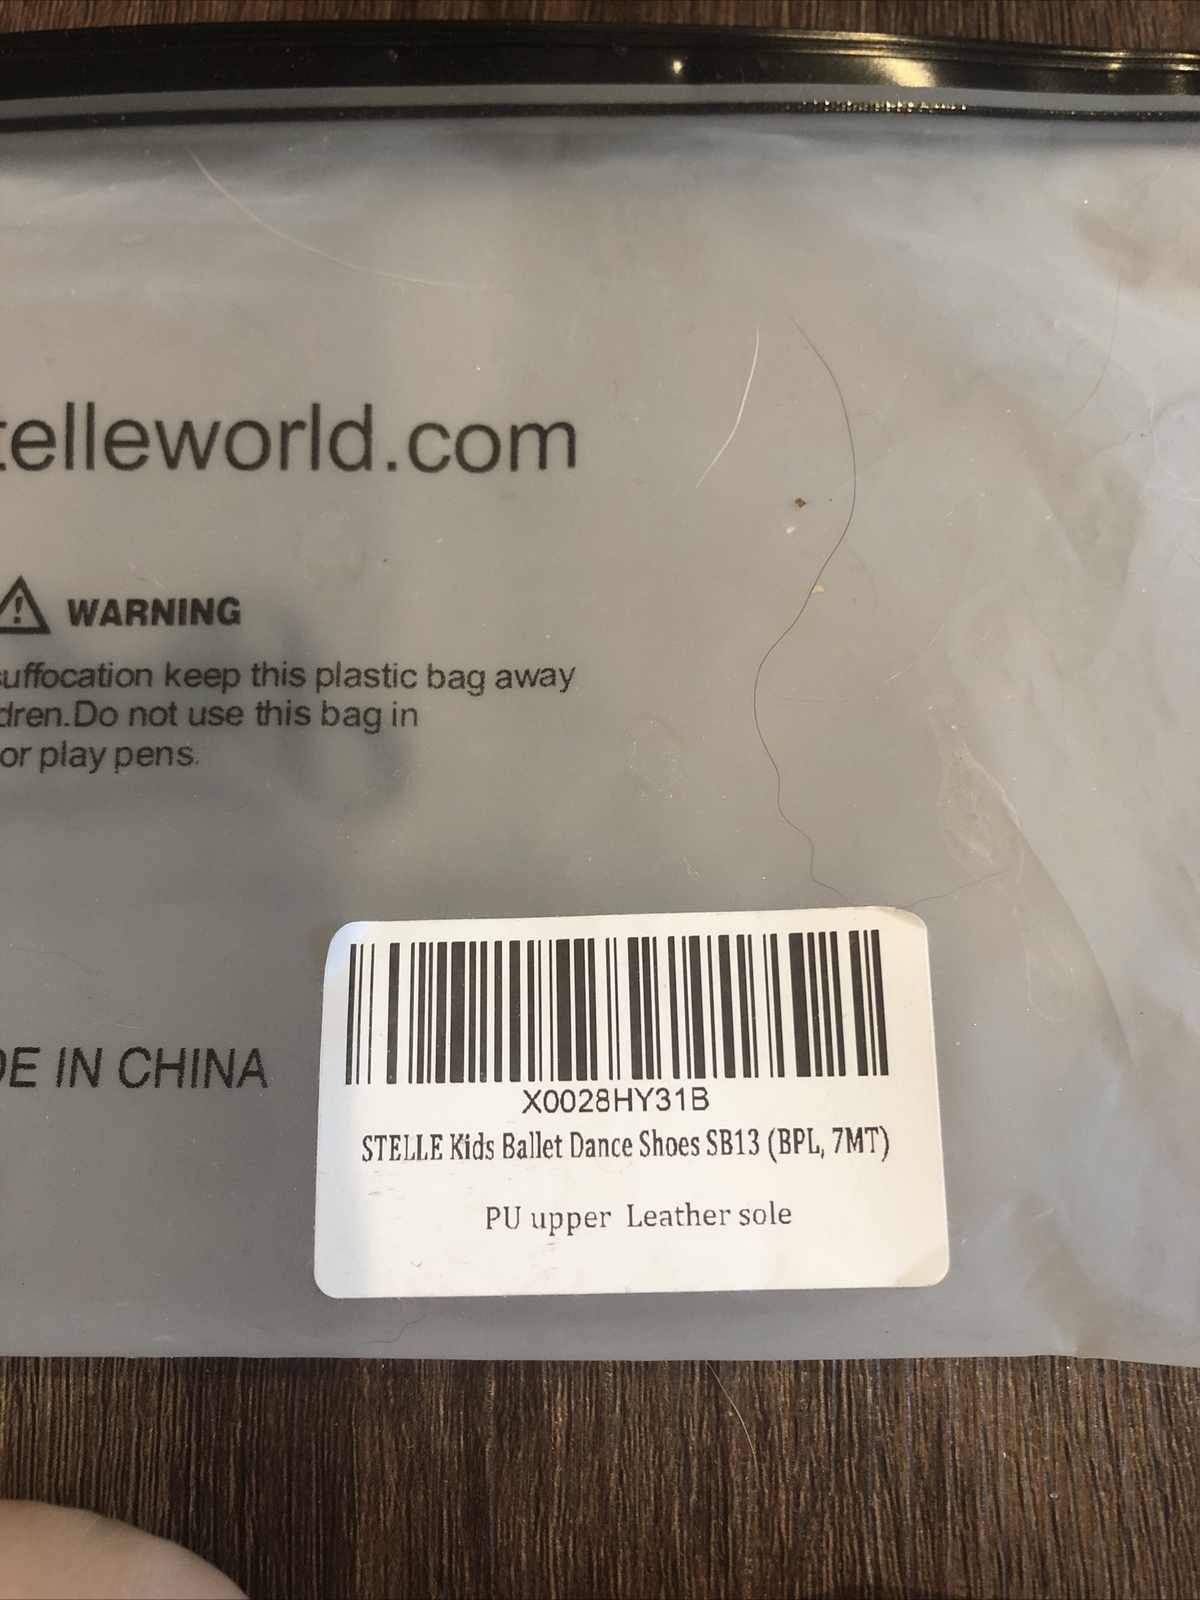 telleworld.com
WARNING
suffocation keep this plastic bag away
dren.Do not use this bag in
or play pens.
DE IN CHINA
X0028HY31B
STELLE Kids Ballet Dance Shoes SB13 (BPL, 7MT)
PU upper Leather sole